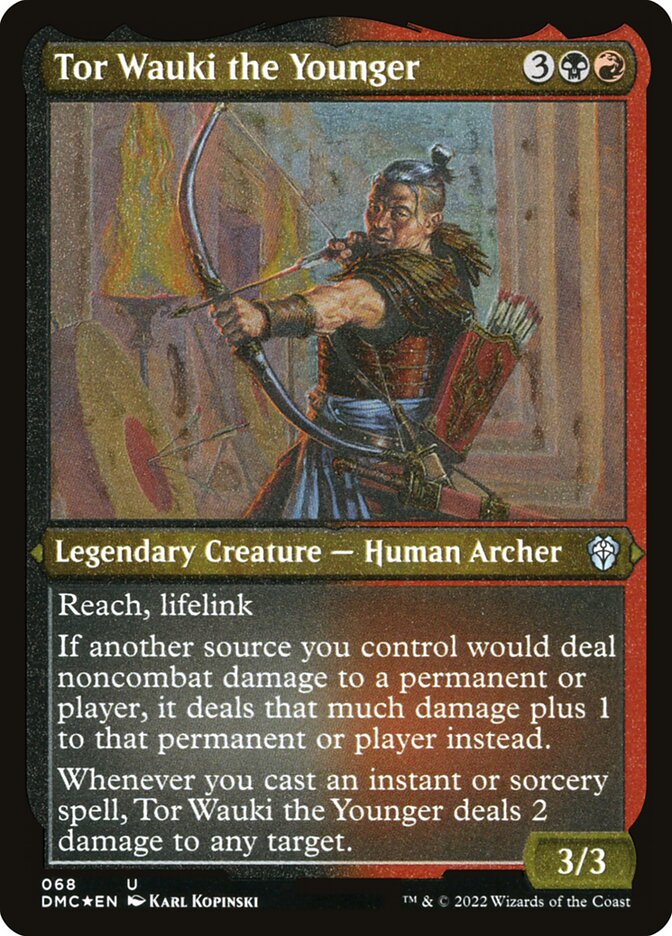 Tor Wauki the Younger 3
Legendary Creature — Human Archer
Reach, lifelink
If another source you control would deal
noncombat damage to a permanent or
player, it deals that much damage plus 1
to that permanent or player instead.
Whenever you cast an instant or sorcery
spell, Tor Wauki the Younger deals 2
damage to any target.
3/3
068 U
DMC★EN Karl Kopinski
™ & © 2022 Wizards of the Coast